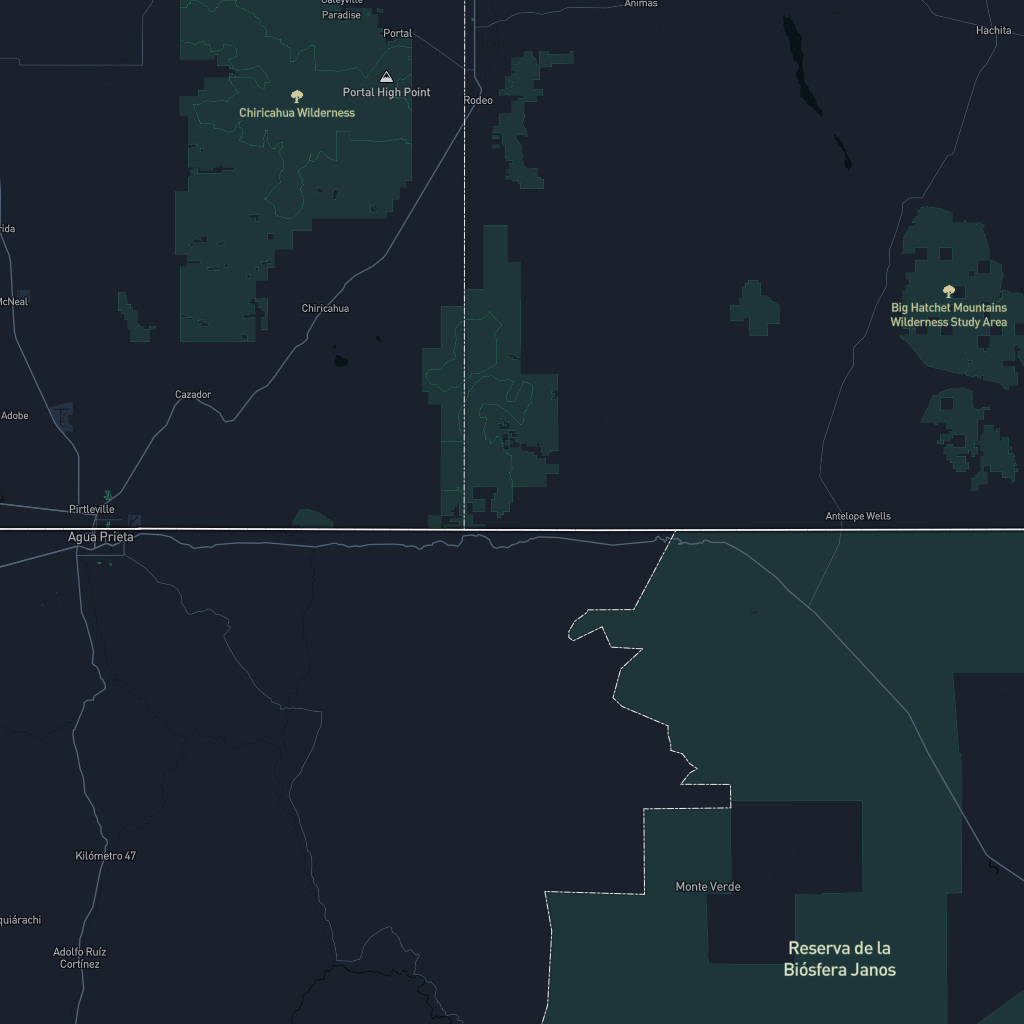 Animas
Paradise
Portal
Hachita
Portal High Point
Rodeo
Chiricahua Wilderness
McNeal
Chiricahua
Big Hatchet Mountains
Wilderness Study Area
Cazador
Adobe
Pirtleville
Antelope Wells
Agua Prieta
Kilómetro 47
Monte Verde
Adolfo Ruíz
Cortínez
Reserva de la
Biósfera Janos